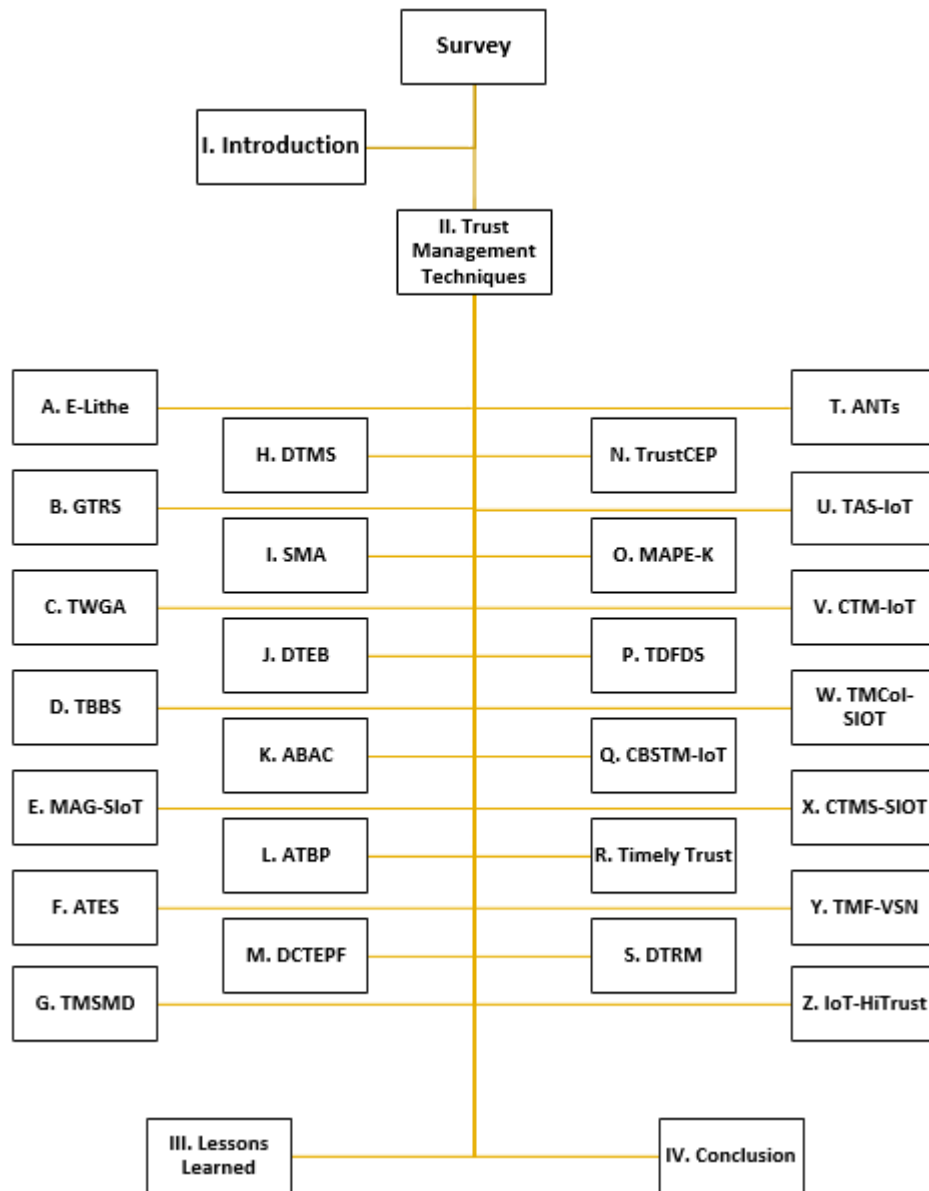 Survey
I. Introduction
II. Trust
Management
Techniques
A. E-Lithe
T. ANTs
H. DTMS
N. TrustCEP
B. GTRS
U. TAS-IoT
I. SMA
O. MAPE-K
C. TWGA
V. CTM-IoT
J. DTEB
P. TDFDS
D. TBBS
W. TMCoI-
SIOT
K. ABAC
Q. CBSTM-IoT
E. MAG-SIoT
X. CTMS-SIOT
L. ATBP
R. Timely Trust
F. ATES
Y. TMF-VSN
M. DCTEPF
S. DTRM
G. TMSMD
Z. IoT-HiTrust
III. Lessons
Learned
IV. Conclusion